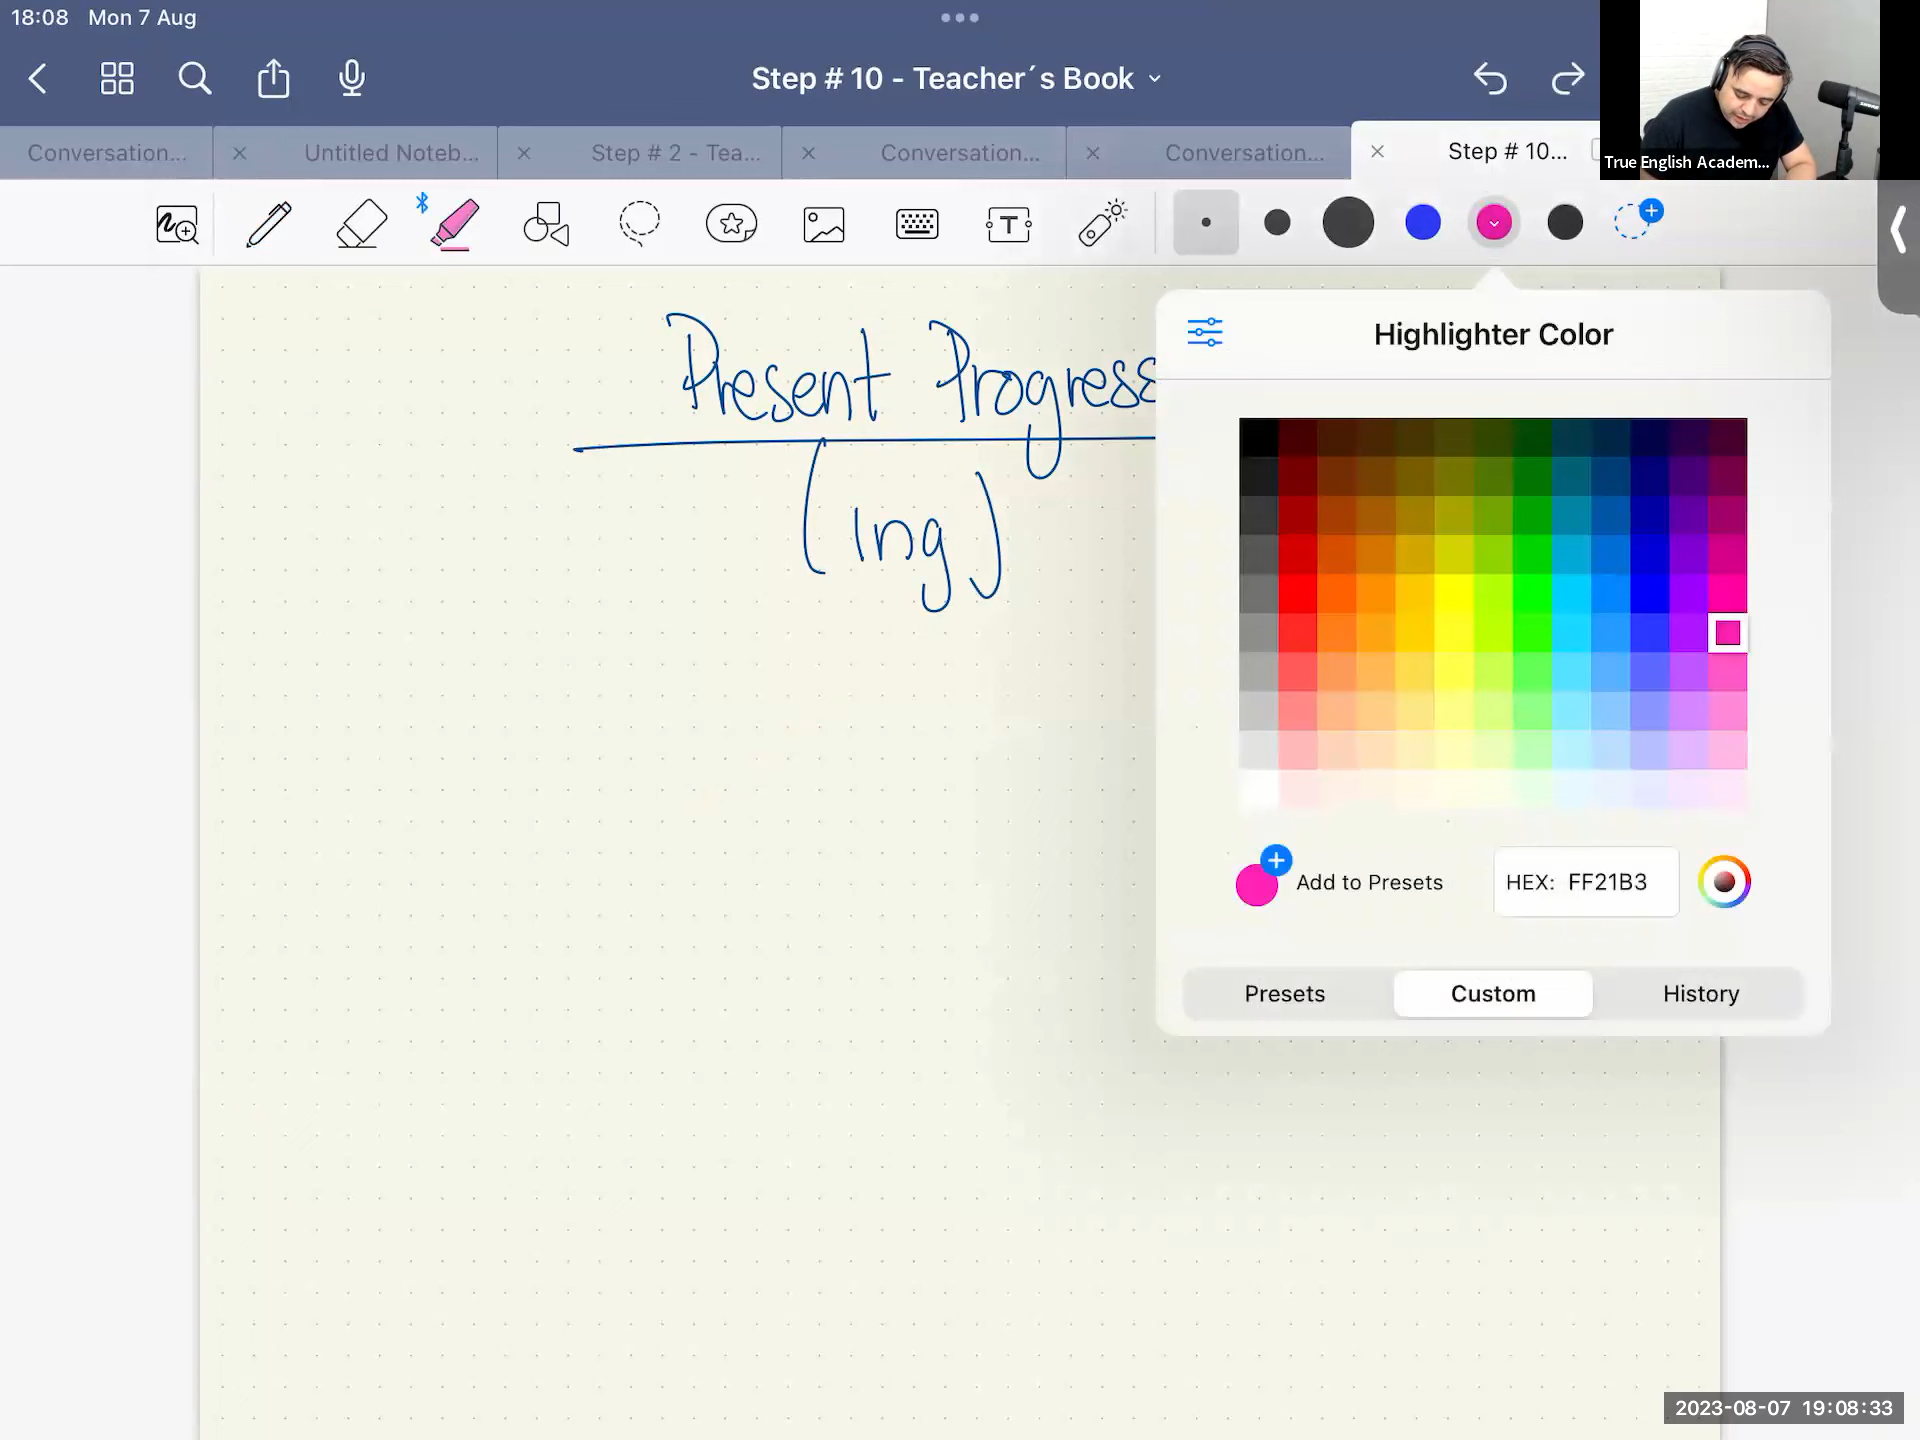 18:08 Mon 7 Aug
Step # 10 - Teacher´s Book
Conversation...
Untitled Noteb...
Step # 2 - Tea...
Conversation...
Conversation...
Step # 10...
True English Academ...
T
Highlighter Color
Present Progress
(ing)
Add to Presets
HEX: FF21B3
Presets
Custom
History
2023-08-07 19:08:33